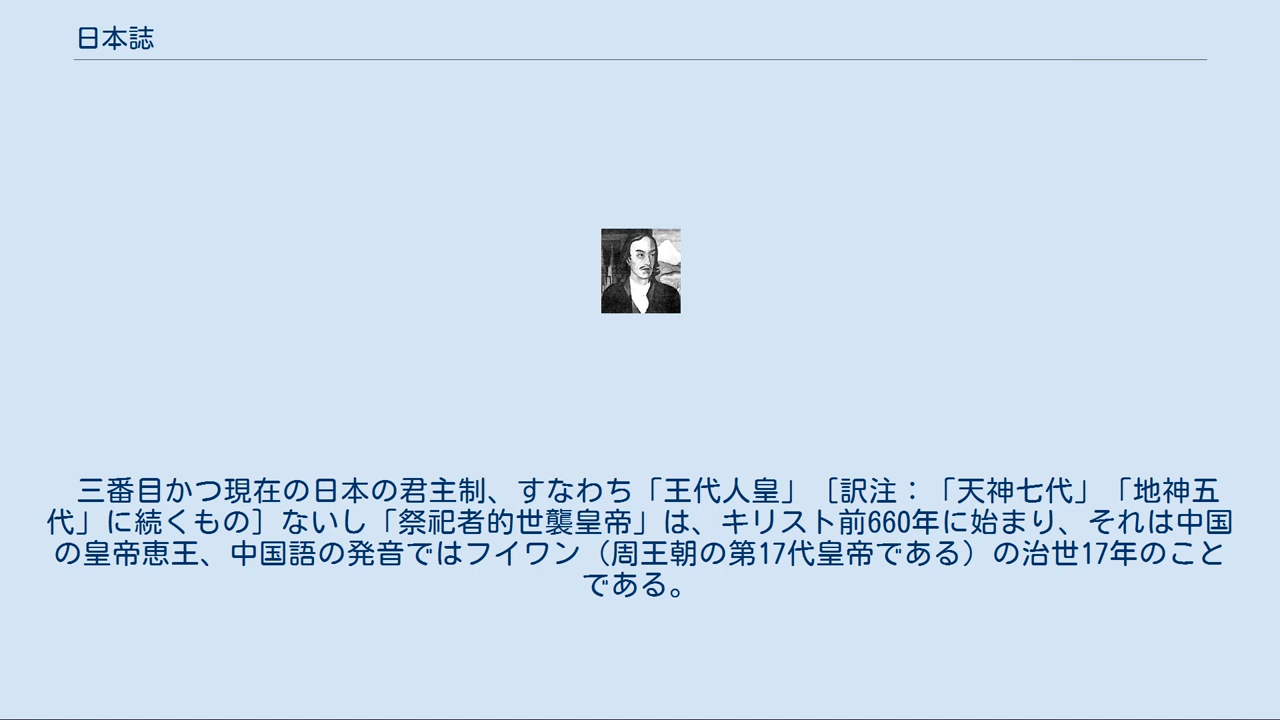 日本誌
三番目かつ現在の日本の君主制、すなわち「王代人皇」［訳注：「天神七代」「地神五
代」に続くもの］ないし「祭祀者的世襲皇帝」は、キリスト前660年に始まり、それは中国
の皇帝恵王、中国語の発音ではフイワン（周王朝の第17代皇帝である）の治世17年のこと
である。